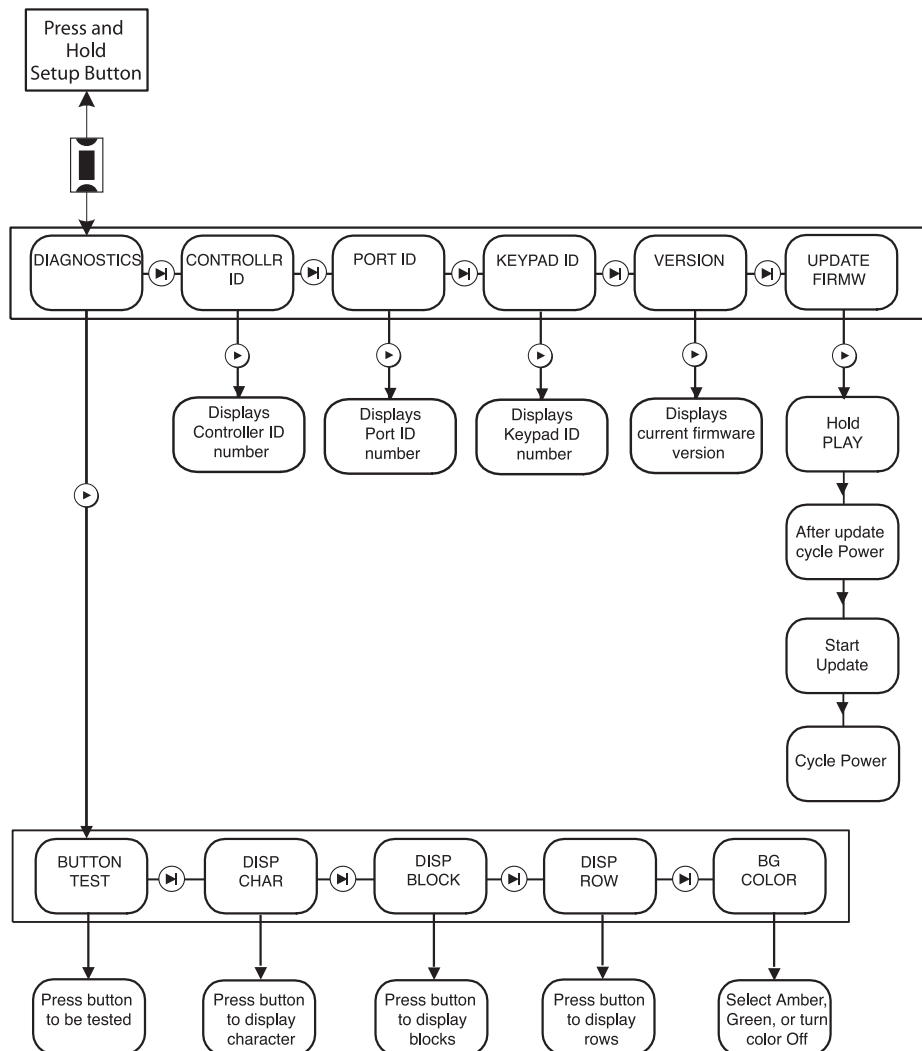 Press and
Hold
Setup Button
DIAGNOSTICS
CONTROLLR
ID
PORT ID
KEYPAD ID
VERSION
UPDATE
FIRMW
Displays
Controller ID
number
Displays
Port ID
number
Displays
Keypad ID
number
Displays
current firmware
version
Hold
PLAY
After update
cycle Power
Start
Update
Cycle Power
BUTTON
TEST
DISP
CHAR
DISP
BLOCK
DISP
ROW
BG
COLOR
Press button
to be tested
Press button
to display
character
Press button
to display
blocks
Press button
to display
rows
Select Amber,
Green, or turn
color Off